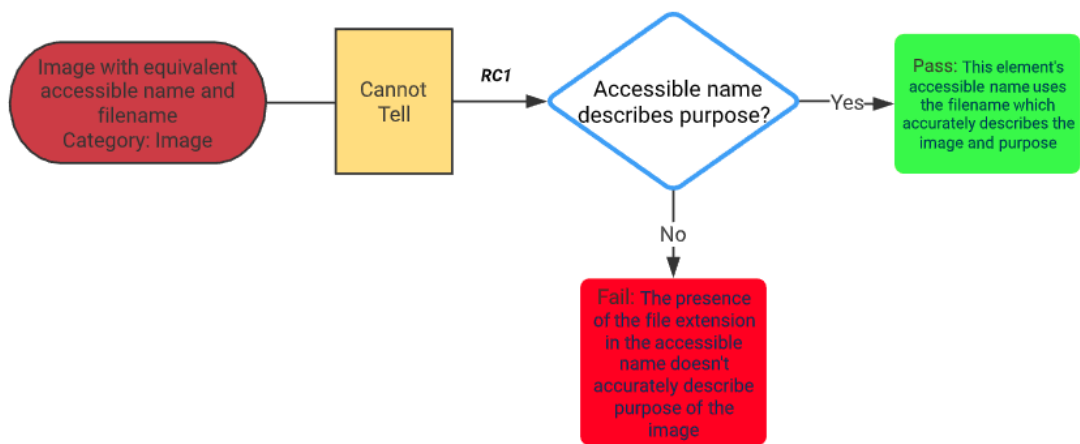 Image with equivalent
accessible name and
filename
Category: Image
Cannot
Tell
RC1
Accessible name
describes purpose?
Yes
Pass: This element's
accessible name uses
the filename which
accurately describes the
image and purpose
No
Fail: The presence
of the file extension
in the accessible
name doesn't
accurately describe
purpose of the
image